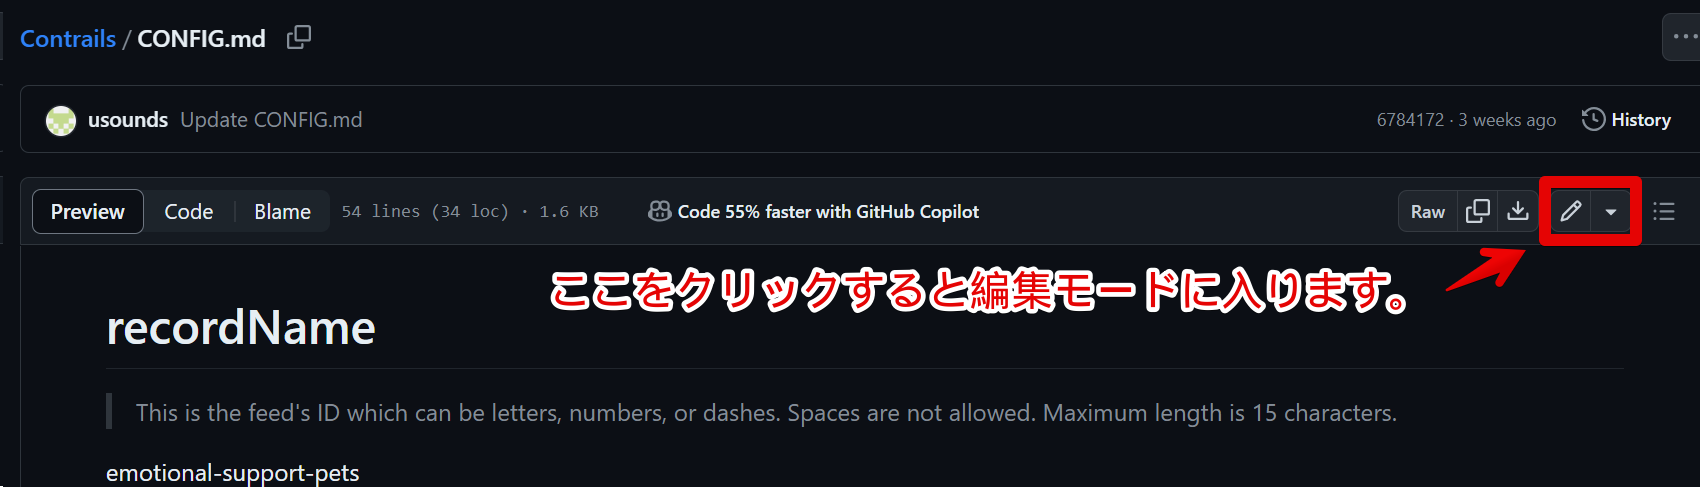 Contrails / CONFIG.md
usounds Update CONFIG.md 6784172 · 3 weeks ago History
Preview Code Blame 54 lines (34 loc) · 1.6 KB Code 55% faster with GitHub Copilot Raw
ここをクリックすると編集モードに入ります。
recordName
This is the feed's ID which can be letters, numbers, or dashes. Spaces are not allowed. Maximum length is 15 characters.
emotional-support-pets